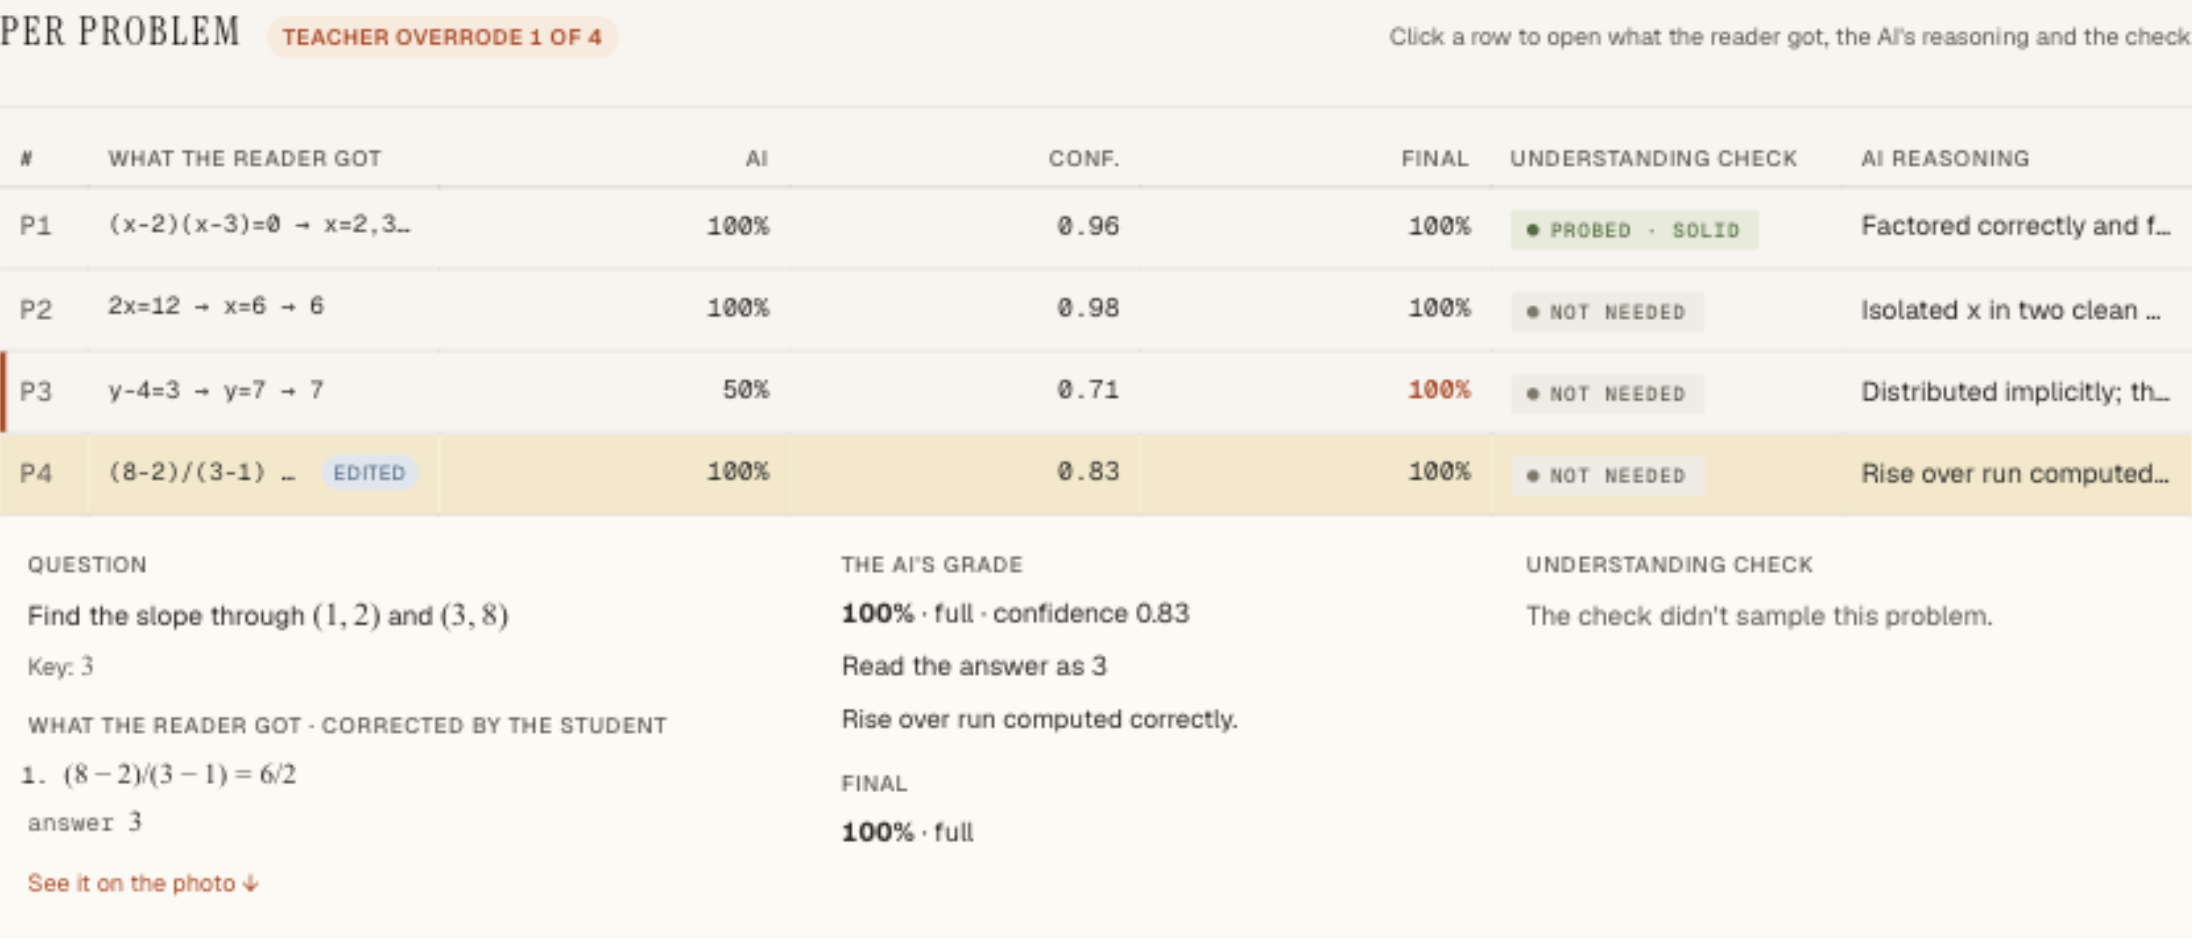 PER PROBLEM TEACHER OVERRODE 1 OF 4 Click a row to open what the reader got, the AI's reasoning and the check
# WHAT THE READER GOT AI CONF. FINAL UNDERSTANDING CHECK AI REASONING
P1 (x-2)(x-3)=0 → x=2,3… 100% 0.96 100% PROBED · SOLID Factored correctly and f…
P2 2x=12 → x=6 → 6 100% 0.98 100% NOT NEEDED Isolated x in two clean …
P3 y-4=3 → y=7 → 7 50% 0.71 100% NOT NEEDED Distributed implicitly; th…
P4 (8-2)/(3-1) … EDITED 100% 0.83 100% NOT NEEDED Rise over run computed…
QUESTION
Find the slope through (1, 2) and (3, 8)
Key: 3
WHAT THE READER GOT · CORRECTED BY THE STUDENT
1. (8 − 2)/(3 − 1) = 6/2
answer 3
See it on the photo ↓
THE AI'S GRADE
100% · full · confidence 0.83
Read the answer as 3
Rise over run computed correctly.
FINAL
100% · full
UNDERSTANDING CHECK
The check didn't sample this problem.